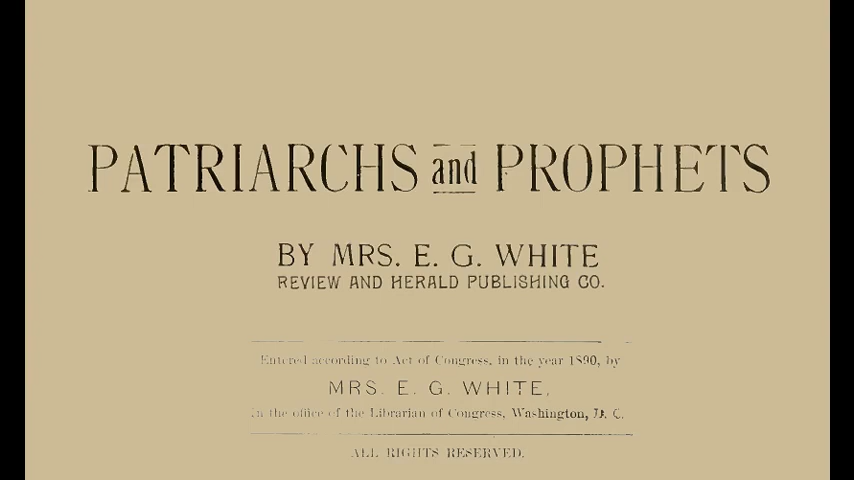 PATRIARCHS and PROPHETS
BY MRS. E. G. WHITE
REVIEW AND HERALD PUBLISHING CO.
Entered according to Act of Congress, in the year 1890, by
MRS. E. G. WHITE,
In the office of the Librarian of Congress, Washington, D. C.
ALL RIGHTS RESERVED.